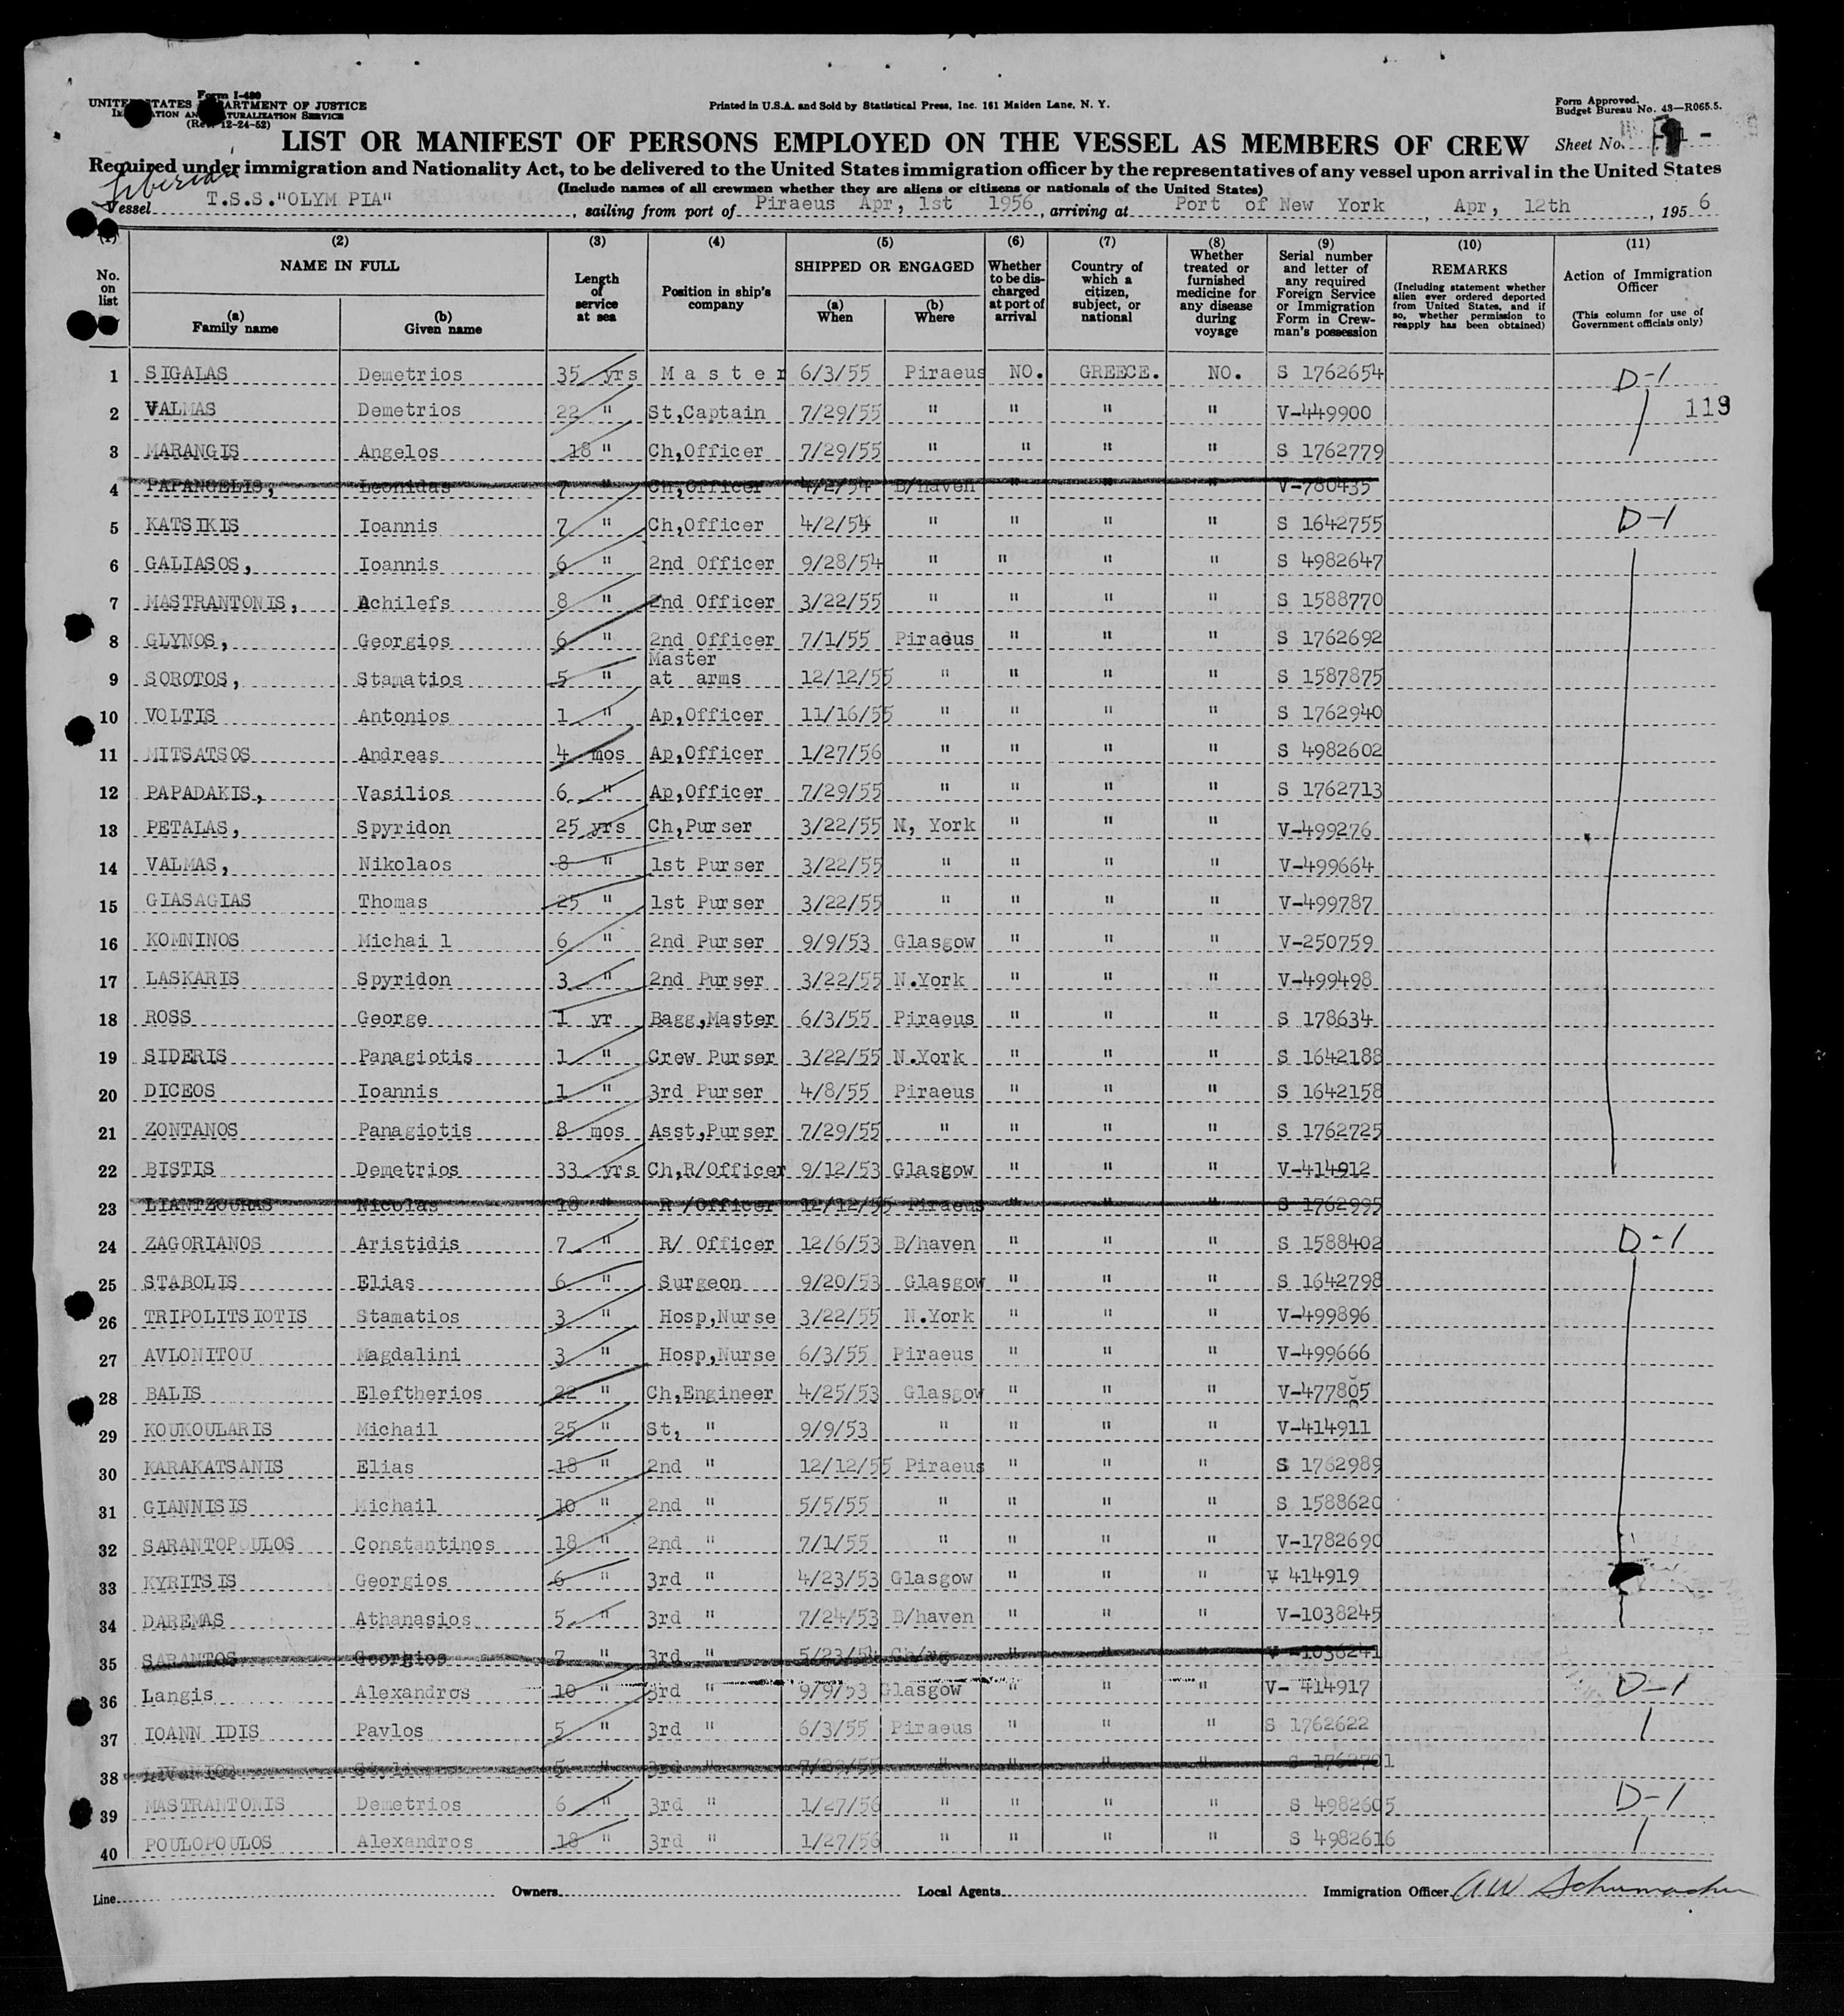 Form I-480
UNITED STATES DEPARTMENT OF JUSTICE
IMMIGRATION AND NATURALIZATION SERVICE
(Rev. 12-24-52)
Printed in U.S.A. and Sold by Statistical Press, Inc. 161 Maiden Lane, N. Y.
Form Approved.
Budget Bureau No. 43—R065.5.
LIST OR MANIFEST OF PERSONS EMPLOYED ON THE VESSEL AS MEMBERS OF CREW
Sheet No.
Required under immigration and Nationality Act, to be delivered to the United States immigration officer by the representatives of any vessel upon arrival in the United States
(Include names of all crewmen whether they are aliens or citizens or nationals of the United States)
Liberian
Vessel T.S.S."OLYM PIA", sailing from port of Piraeus Apr, 1st 1956, arriving at Port of New York, Apr, 12th, 195 6
(1) (2) (3) (4) (5) (6) (7) (8) (9) (10) (11)
No. on list
NAME IN FULL
(a) Family name
(b) Given name
Length of service at sea
Position in ship's company
SHIPPED OR ENGAGED
(a) When
(b) Where
Whether to be discharged at port of arrival
Country of which a citizen, subject, or national
Whether treated or furnished medicine for any disease during voyage
Serial number and letter of any required Foreign Service or Immigration Form in Crewman's possession
REMARKS
(Including statement whether alien ever ordered deported from United States, and if so, whether permission to reapply has been obtained)
Action of Immigration Officer
(This column for use of Government officials only)
1 SIGALAS Demetrios 35 yrs Master 6/3/55 Piraeus NO. GREECE. NO. S 1762654 D-1
2 VALMAS Demetrios 22 " St,Captain 7/29/55 " " " " V-449900 119
3 MARANGIS Angelos 18 " Ch,Officer 7/29/55 " " " " S 1762779
4 PAPANGELIS, Leonidas 7 " Ch,Officer 4/2/54 B/haven " " " V-780435
5 KATSIKIS Ioannis 7 " Ch,Officer 4/2/54 " " " " S 1642755 D-1
6 GALIASOS, Ioannis 6 " 2nd Officer 9/28/54 " " " " S 4982647
7 MASTRANTONIS, Achilefs 8 " 2nd Officer 3/22/55 " " " " S 1588770
8 GLYNOS, Georgios 6 " 2nd Officer 7/1/55 Piraeus " " " S 1762692
9 SOROTOS, Stamatios 5 " Master at arms 12/12/55 " " " " S 1587875
10 VOLTIS Antonios 1 " Ap,Officer 11/16/55 " " " " S 1762940
11 MITSATSOS Andreas 4 mos Ap,Officer 1/27/56 " " " " S 4982602
12 PAPADAKIS, Vasilios 6 " Ap,Officer 7/29/55 " " " " S 1762713
13 PETALAS, Spyridon 25 yrs Ch,Purser 3/22/55 N, York " " " V-499276
14 VALMAS, Nikolaos 8 " 1st Purser 3/22/55 " " " " V-499664
15 GIASAGIAS Thomas 25 " 1st Purser 3/22/55 " " " " V-499787
16 KOMNINOS Michai l 6 " 2nd Purser 9/9/53 Glasgow " " " V-250759
17 LASKARIS Spyridon 3 " 2nd Purser 3/22/55 N.York " " " V-499498
18 ROSS George 1 yr Bagg,Master 6/3/55 Piraeus " " " S 178634
19 SIDERIS Panagiotis 1 " Crew Purser 3/22/55 N.York " " " S 1642188
20 DICEOS Ioannis 1 " 3rd Purser 4/8/55 Piraeus " " " S 1642158
21 ZONTANOS Panagiotis 8 mos Asst,Purser 7/29/55 " " " " S 1762725
22 BISTIS Demetrios 33 yrs Ch,R/Officer 9/12/53 Glasgow " " " V-414912
23 LIANTZOURAS Nicolas 18 " R /Officer 12/12/55 Piraeus " " " S 1762995
24 ZAGORIANOS Aristidis 7 " R/ Officer 12/6/53 B/haven " " " S 1588402 D-1
25 STABOLIS Elias 6 " Surgeon 9/20/53 Glasgow " " " S 1642798
26 TRIPOLITSIOTIS Stamatios 3 " Hosp,Nurse 3/22/55 N.York " " " V-499896
27 AVLONITOU Magdalini 3 " Hosp,Nurse 6/3/55 Piraeus " " " V-499666
28 BALIS Eleftherios 22 " Ch,Engineer 4/25/53 Glasgow " " " V-477805
29 KOUKOULARIS Michail 25 " St, " 9/9/53 " " " " V-414911
30 KARAKATSANIS Elias 18 " 2nd " 12/12/55 Piraeus " " " S 1762989
31 GIANNISIS Michail 10 " 2nd " 5/5/55 " " " " S 1588620
32 SARANTOPOULOS Constantinos 18 " 2nd " 7/1/55 " " " " V-1782690
33 KYRITSIS Georgios 6 " 3rd " 4/23/53 Glasgow " " " V 414919
34 DAREMAS Athanasios 5 " 3rd " 7/24/53 B/haven " " " V-1038245
35 SARANTOS Georgios 7 " 3rd " 5/23/54 " " " V-1038241
36 Langis Alexandros 10 " 3rd " 9/9/53 Glasgow " " " V- 414917 D-1
37 IOANN IDIS Pavlos 5 " 3rd " 6/3/55 Piraeus " " " S 1762622
38 5 " 3rd " " " " " S
39 MASTRANTONIS Demetrios 6 " 3rd " 1/27/56 " " " " S 4982605 D-1
40 POULOPOULOS Alexandros 18 " 3rd " 1/27/56 " " " " S 4982616
Line Owners Local Agents Immigration Officer AW Schumacher